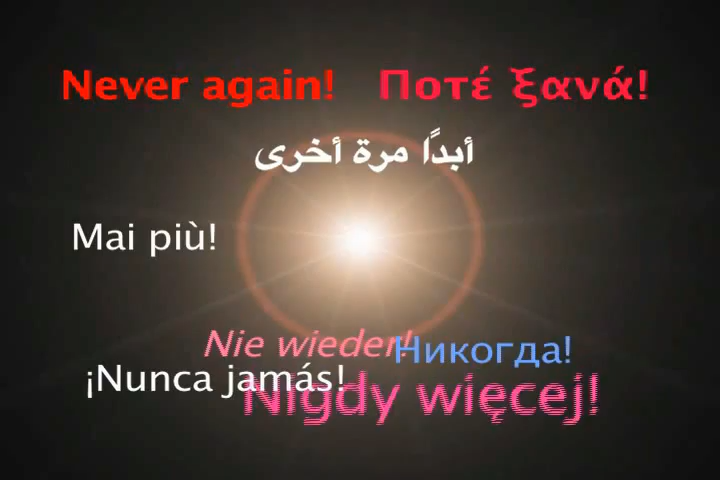 Never again! Ποτέ ξανά!
أبدًا مرة أخرى
Mai più!
Nie wieder!
Никогда!
¡Nunca jamás!
Nigdy więcej!